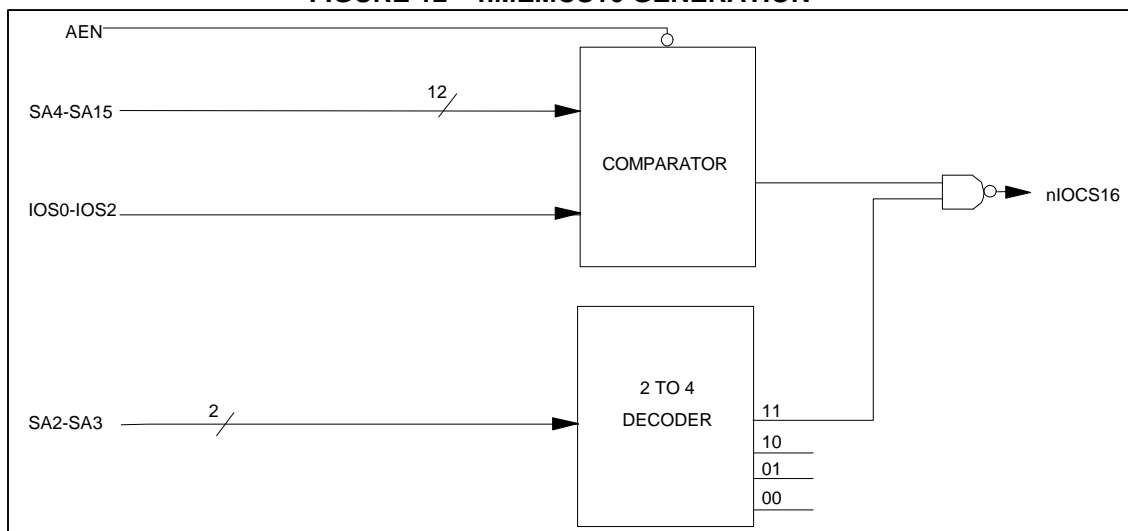 AEN
12
SA4-SA15
COMPARATOR
IOS0-IOS2
nIOCS16
2 TO 4
DECODER
2
SA2-SA3
11
10
01
00